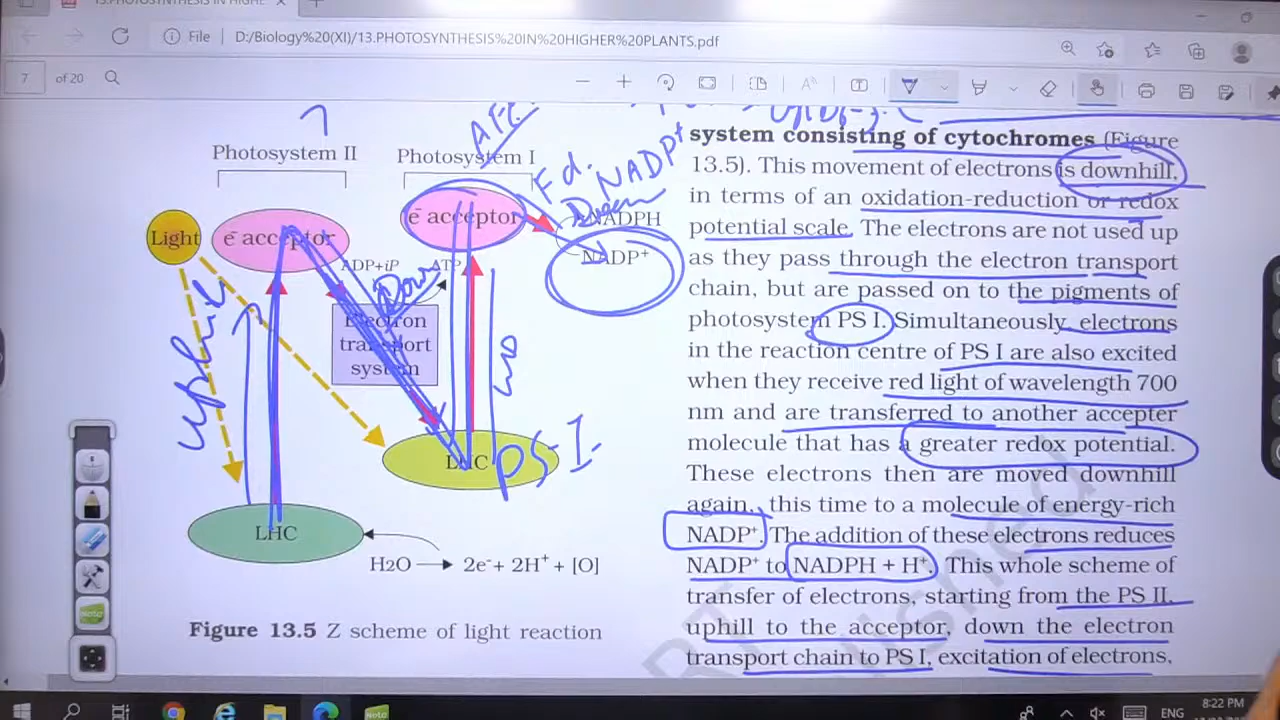 13.PHOTOSYNTHESIS IN HIGHE
File D:/Biology%20(XI)/13.PHOTOSYNTHESIS%20IN%20HIGHER%20PLANTS.pdf
7 of 20
Photosystem II
Photosystem I
Light
e⁻ acceptor
e⁻ acceptor
Fd.
NADP⁺
NADPH
NADP⁺
ADP+iP
ATP
Down
Electron
transport
system
uphill
up
LHC
PS-I
LHC
H2O
2e⁻+ 2H⁺ + [O]
Figure 13.5 Z scheme of light reaction
system consisting of cytochromes (Figure
13.5). This movement of electrons is downhill,
in terms of an oxidation-reduction or redox
potential scale. The electrons are not used up
as they pass through the electron transport
chain, but are passed on to the pigments of
photosystem PS I. Simultaneously, electrons
in the reaction centre of PS I are also excited
when they receive red light of wavelength 700
nm and are transferred to another accepter
molecule that has a greater redox potential.
These electrons then are moved downhill
again, this time to a molecule of energy-rich
NADP⁺. The addition of these electrons reduces
NADP⁺ to NADPH + H⁺. This whole scheme of
transfer of electrons, starting from the PS II,
uphill to the acceptor, down the electron
transport chain to PS I, excitation of electrons,
ENG
8:22 PM